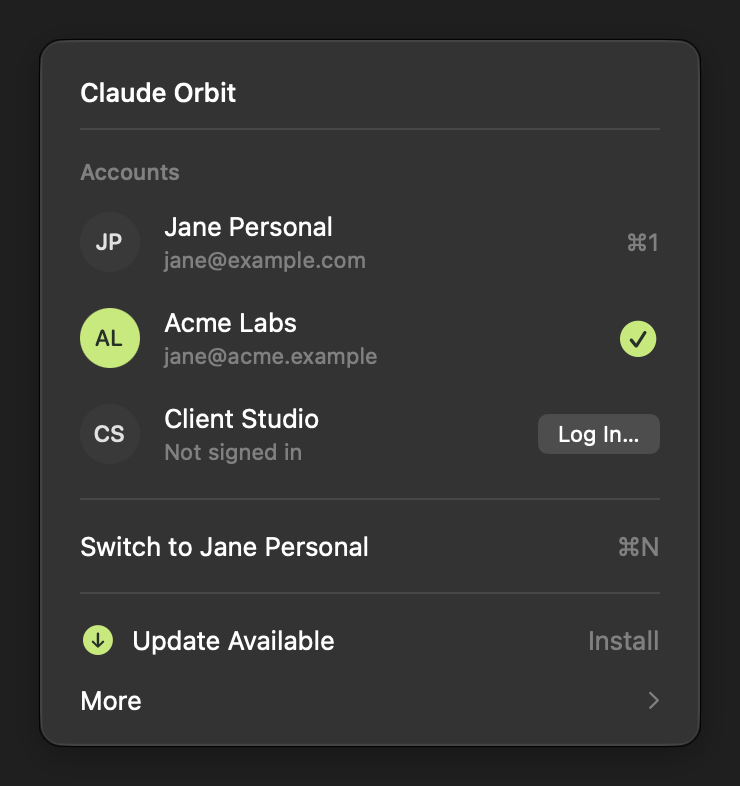 Claude Orbit
Accounts
JP
Jane Personal
jane@example.com
⌘1
AL
Acme Labs
jane@acme.example
CS
Client Studio
Not signed in
Log In...
Switch to Jane Personal
⌘N
Update Available
Install
More